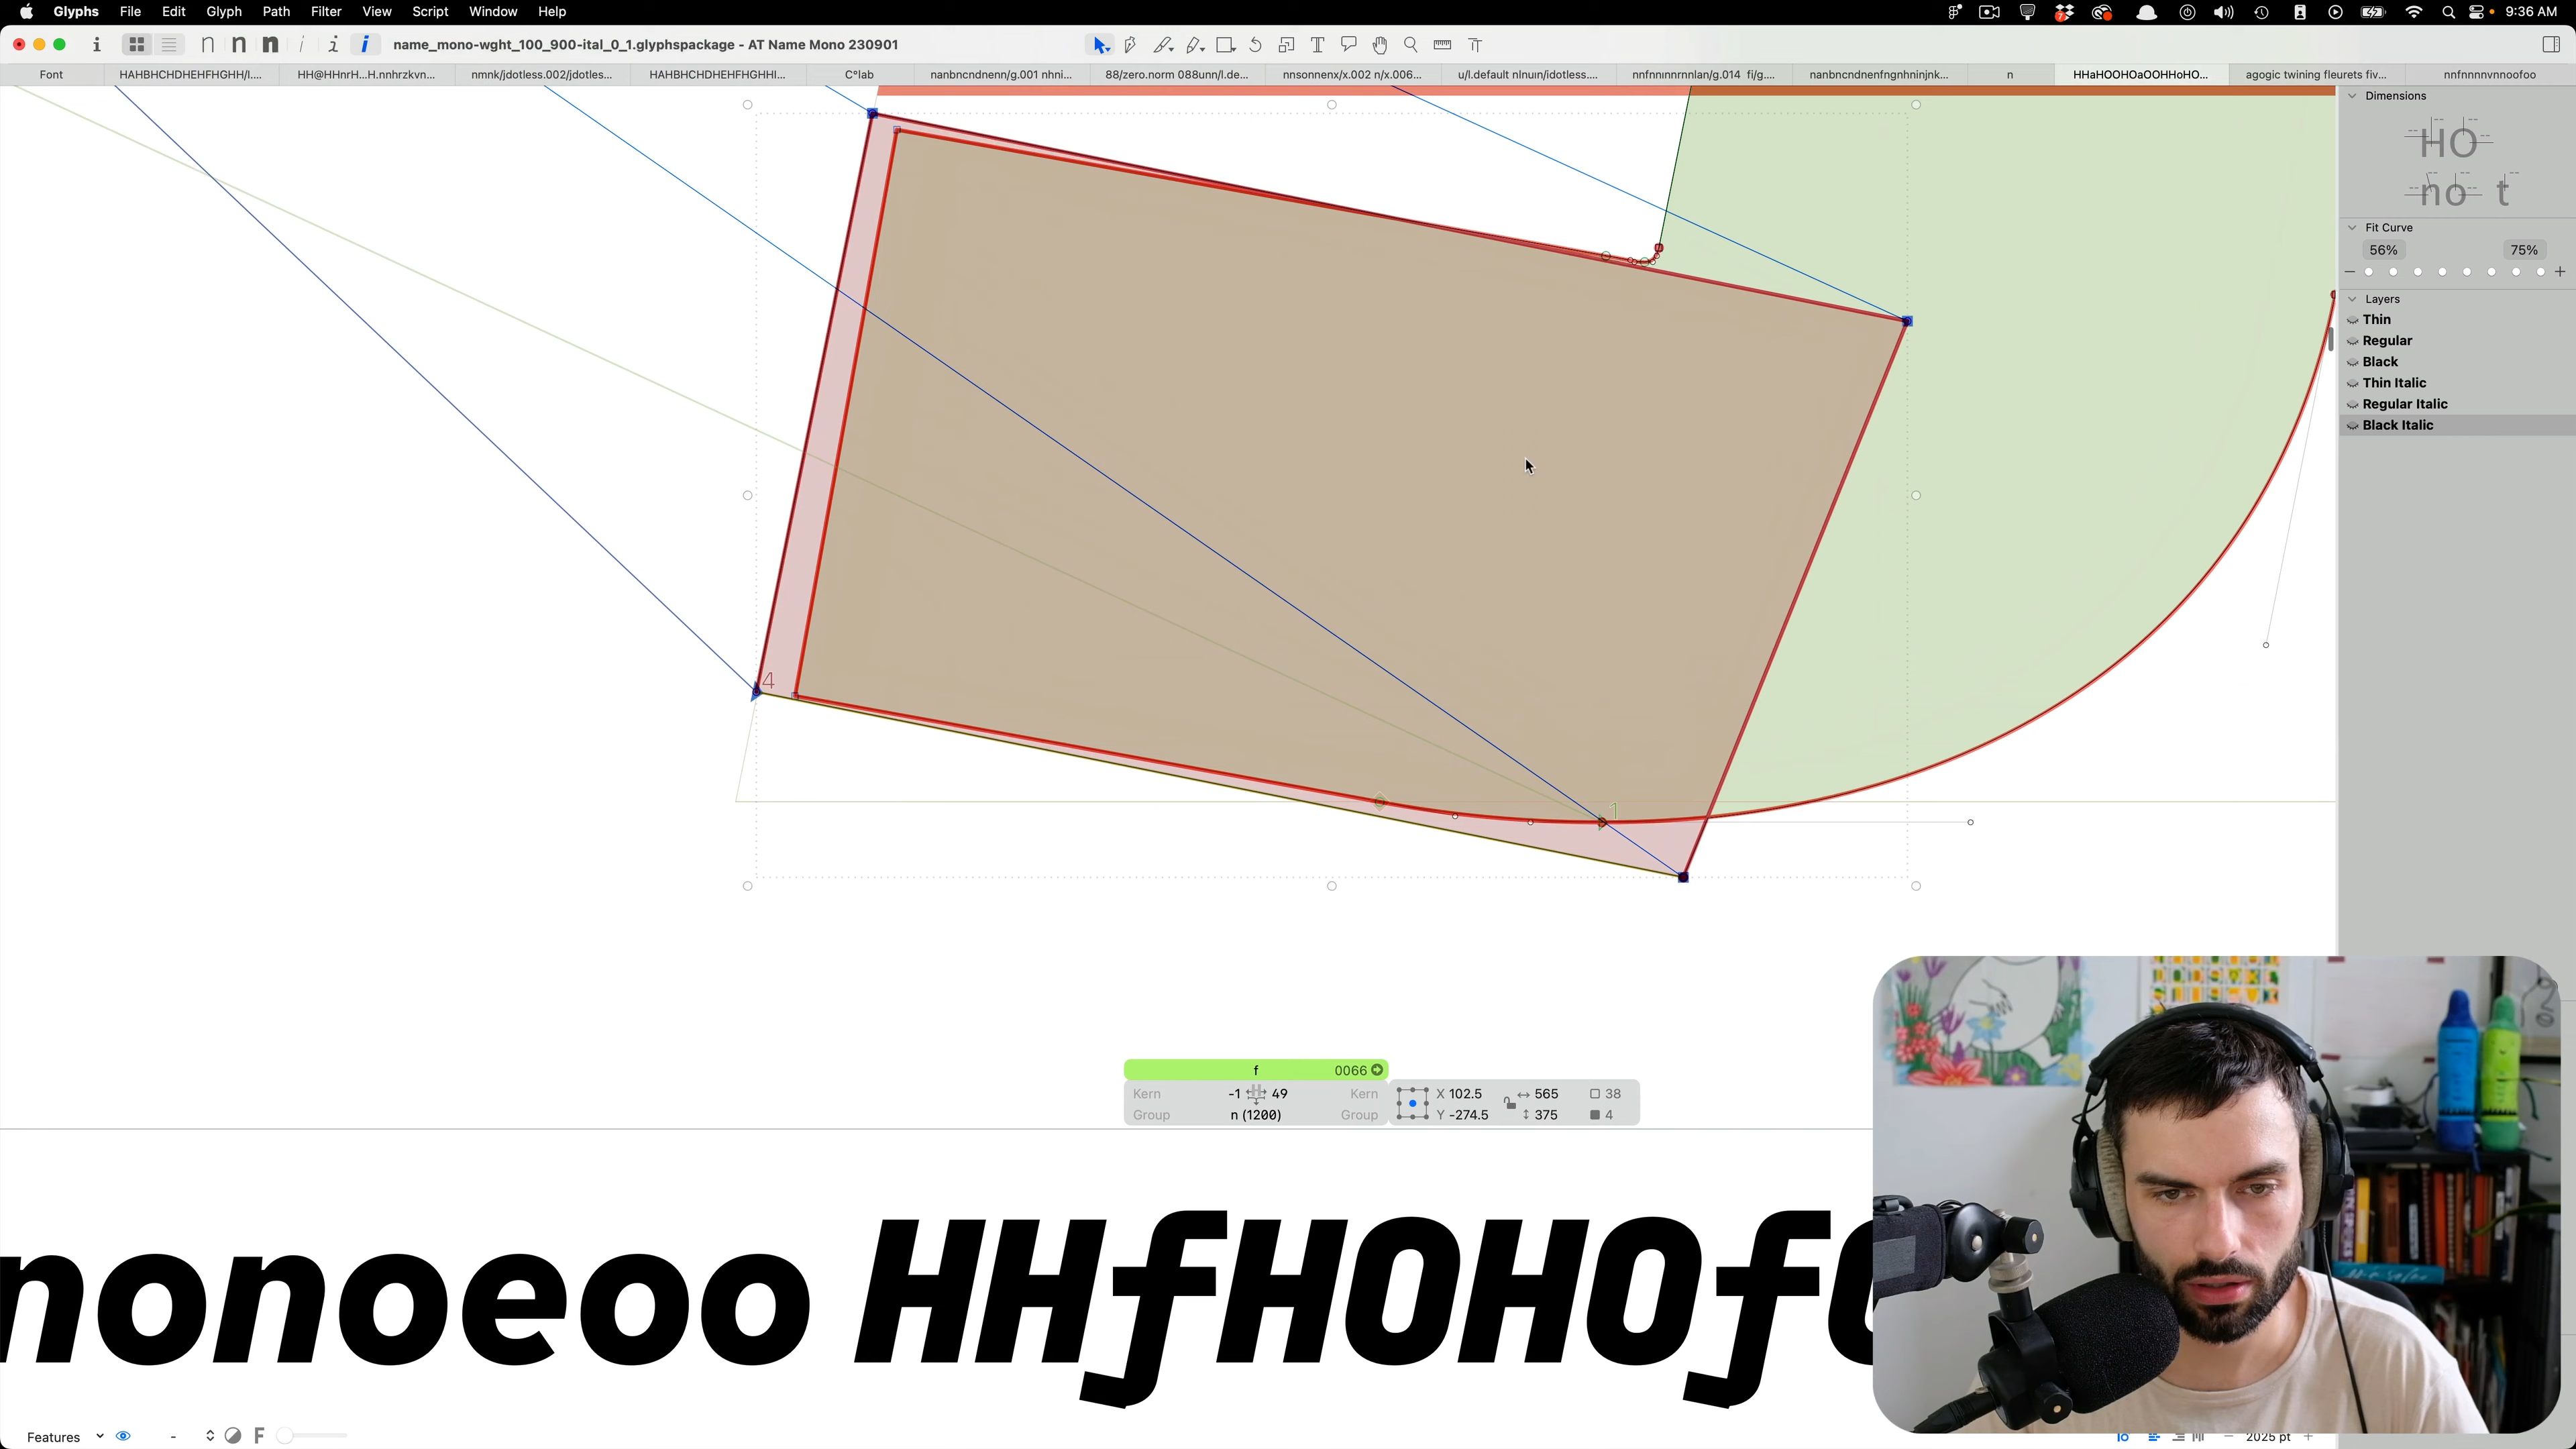 Glyphs File Edit Glyph Path Filter View Script Window Help 9:36 AM
name_mono-wght_100_900-ital_0_1.glyphspackage - AT Name Mono 230901
Font HAHBHCHDHEHFHGHH/l.... HH@HHnrH...H.nnhrzkvn... nmnk/jdotless.002/jdotles... HAHBHCHDHEHFHGHHI... C°lab nanbncndnenn/g.001 nhni... 88/zero.norm 088unn/l.de... nnsonnenx/x.002 n/x.006... u/l.default nlnuin/idotless.... nnfnnınnrnnlan/g.014 fi/g.... nanbncndnenfngnhninjnk... n HHaHOOHOaOOHHoHO... agogic twining fleurets fiv... nnfnnnnvnnoofoo
Dimensions
HO
no t
Fit Curve
56% 75%
Layers
Thin
Regular
Black
Thin Italic
Regular Italic
Black Italic
4
1
f 0066
Kern -1 49 Kern
Group n (1200) Group
X 102.5 565 38
Y -274.5 375 4
nonoeoo HHƒHOHOƒ
Features - F
2025 pt